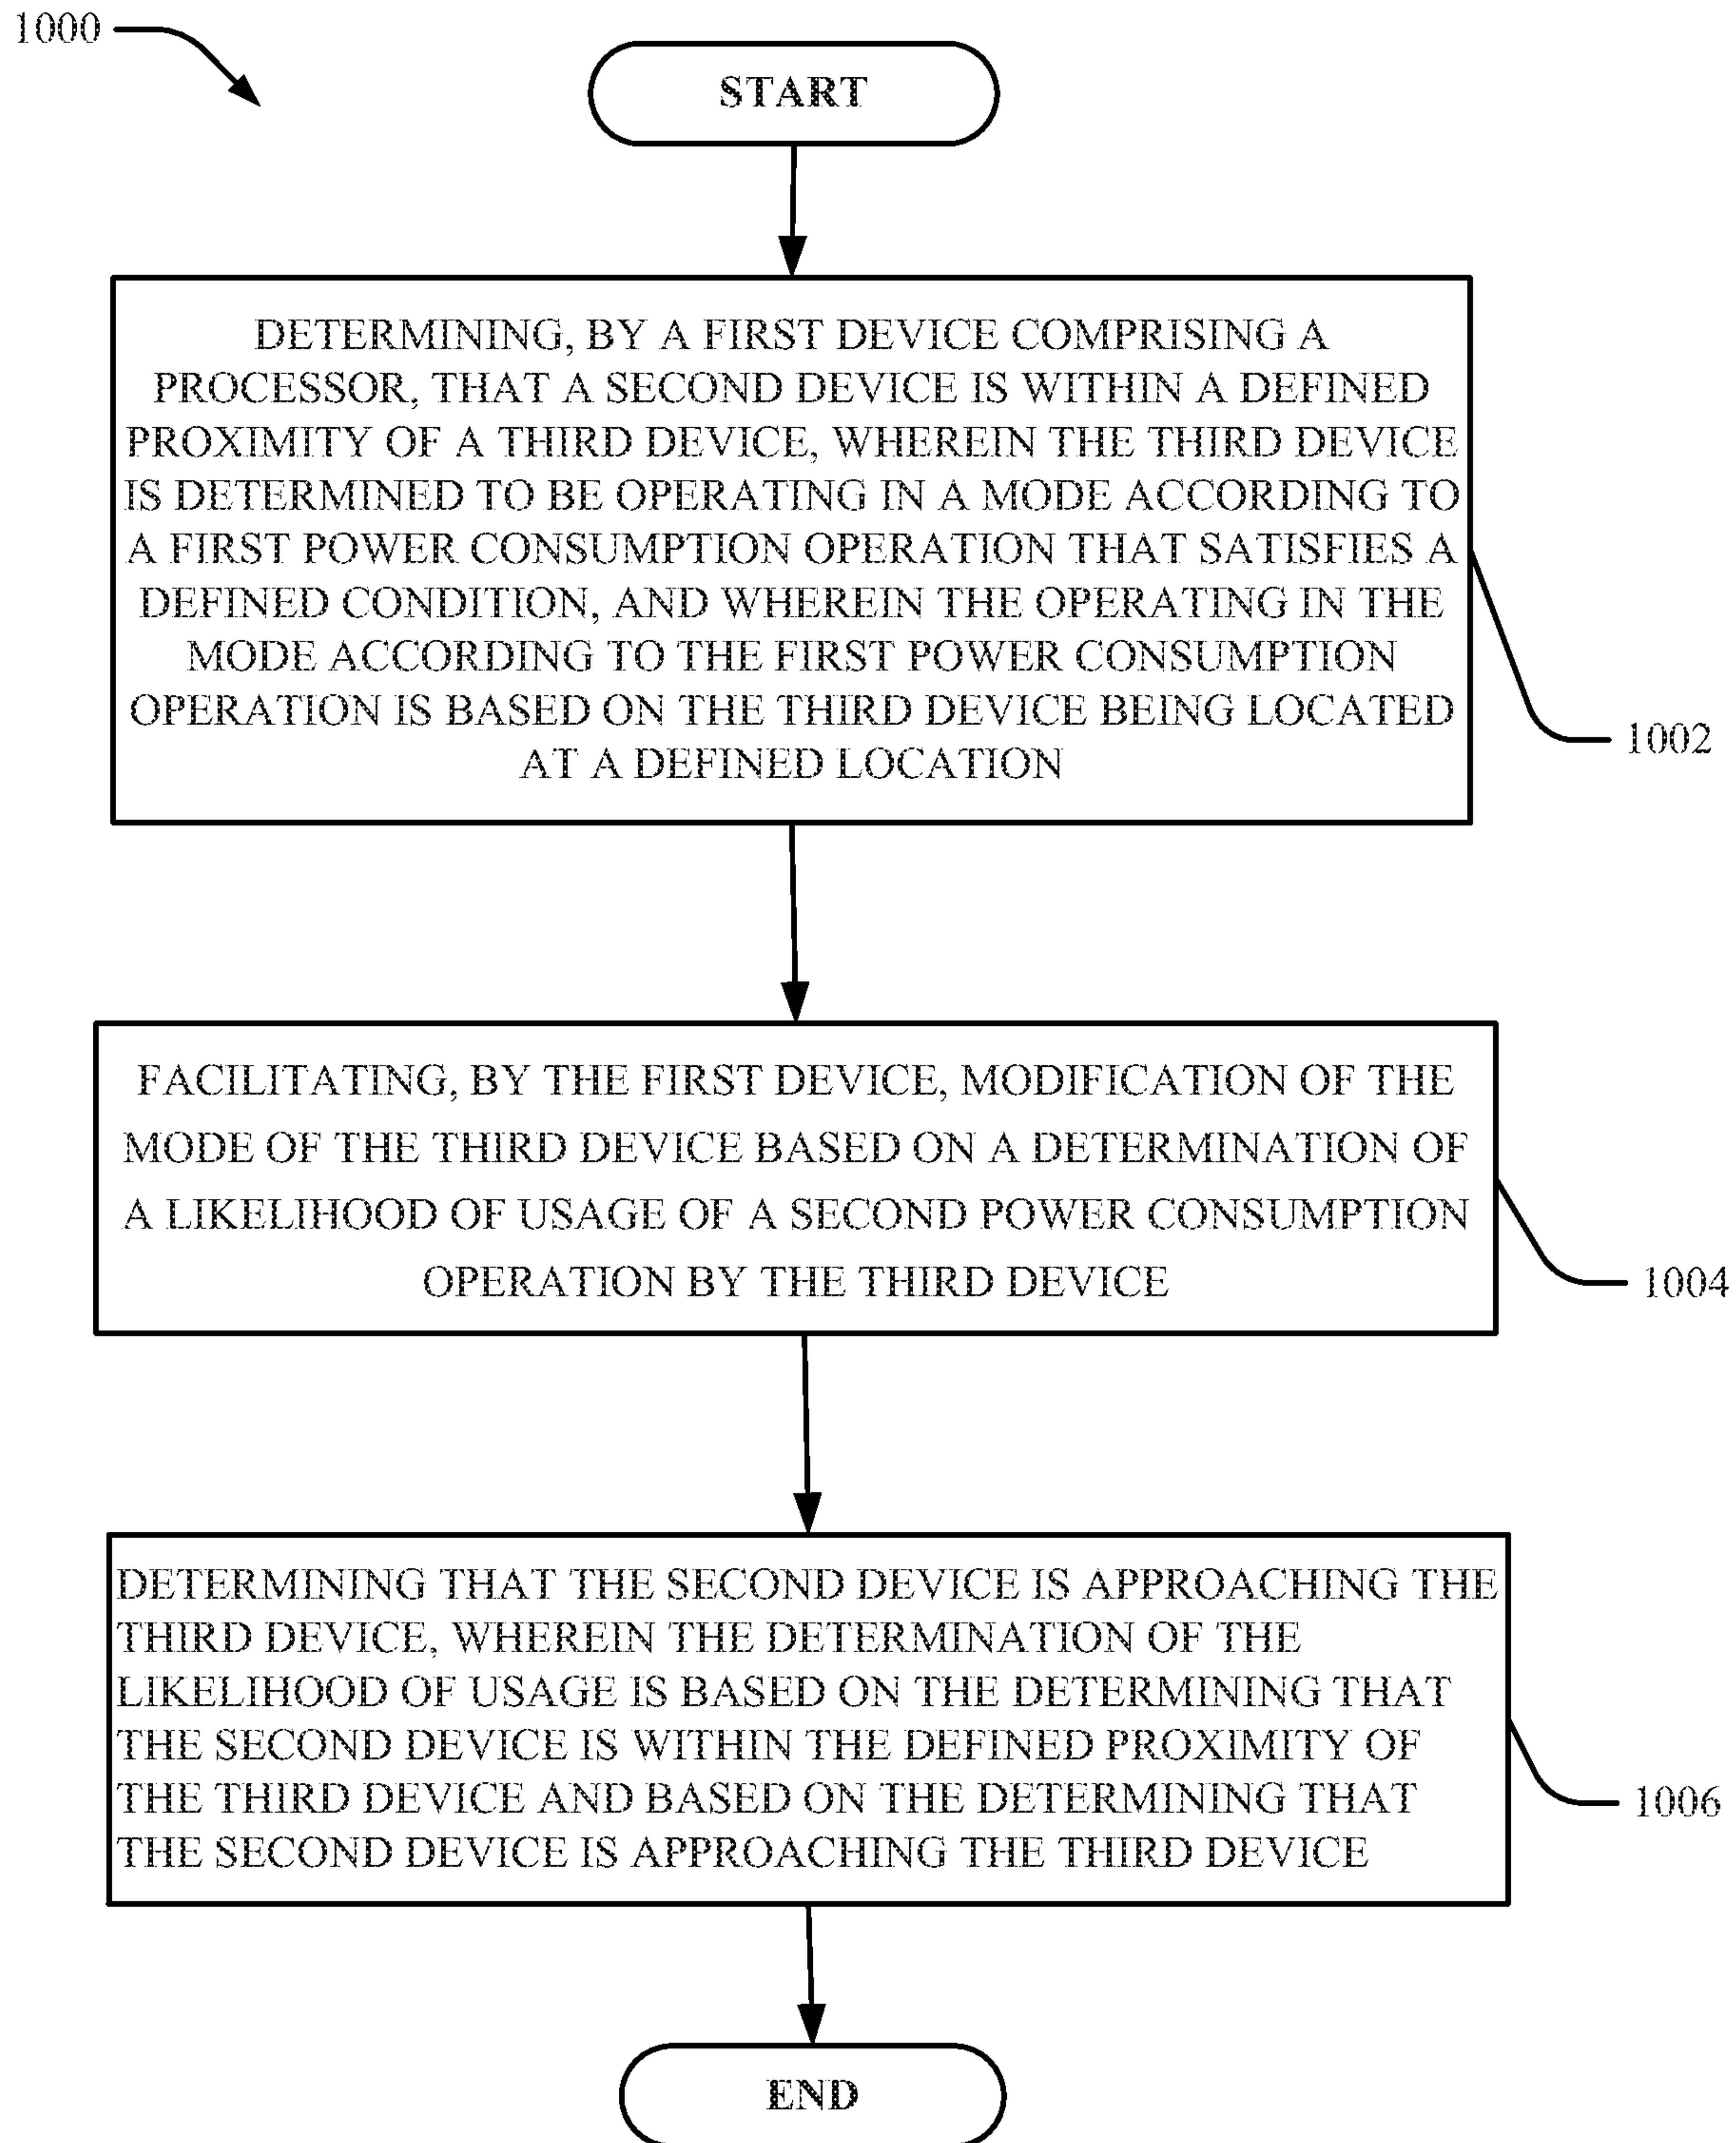 1000
START
DETERMINING, BY A FIRST DEVICE COMPRISING A
PROCESSOR, THAT A SECOND DEVICE IS WITHIN A DEFINED
PROXIMITY OF A THIRD DEVICE, WHEREIN THE THIRD DEVICE
IS DETERMINED TO BE OPERATING IN A MODE ACCORDING TO
A FIRST POWER CONSUMPTION OPERATION THAT SATISFIES A
DEFINED CONDITION, AND WHEREIN THE OPERATING IN THE
MODE ACCORDING TO THE FIRST POWER CONSUMPTION
OPERATION IS BASED ON THE THIRD DEVICE BEING LOCATED
AT A DEFINED LOCATION
1002
FACILITATING, BY THE FIRST DEVICE, MODIFICATION OF THE
MODE OF THE THIRD DEVICE BASED ON A DETERMINATION OF
A LIKELIHOOD OF USAGE OF A SECOND POWER CONSUMPTION
OPERATION BY THE THIRD DEVICE
1004
DETERMINING THAT THE SECOND DEVICE IS APPROACHING THE
THIRD DEVICE, WHEREIN THE DETERMINATION OF THE
LIKELIHOOD OF USAGE IS BASED ON THE DETERMINING THAT
THE SECOND DEVICE IS WITHIN THE DEFINED PROXIMITY OF
THE THIRD DEVICE AND BASED ON THE DETERMINING THAT
THE SECOND DEVICE IS APPROACHING THE THIRD DEVICE
1006
END